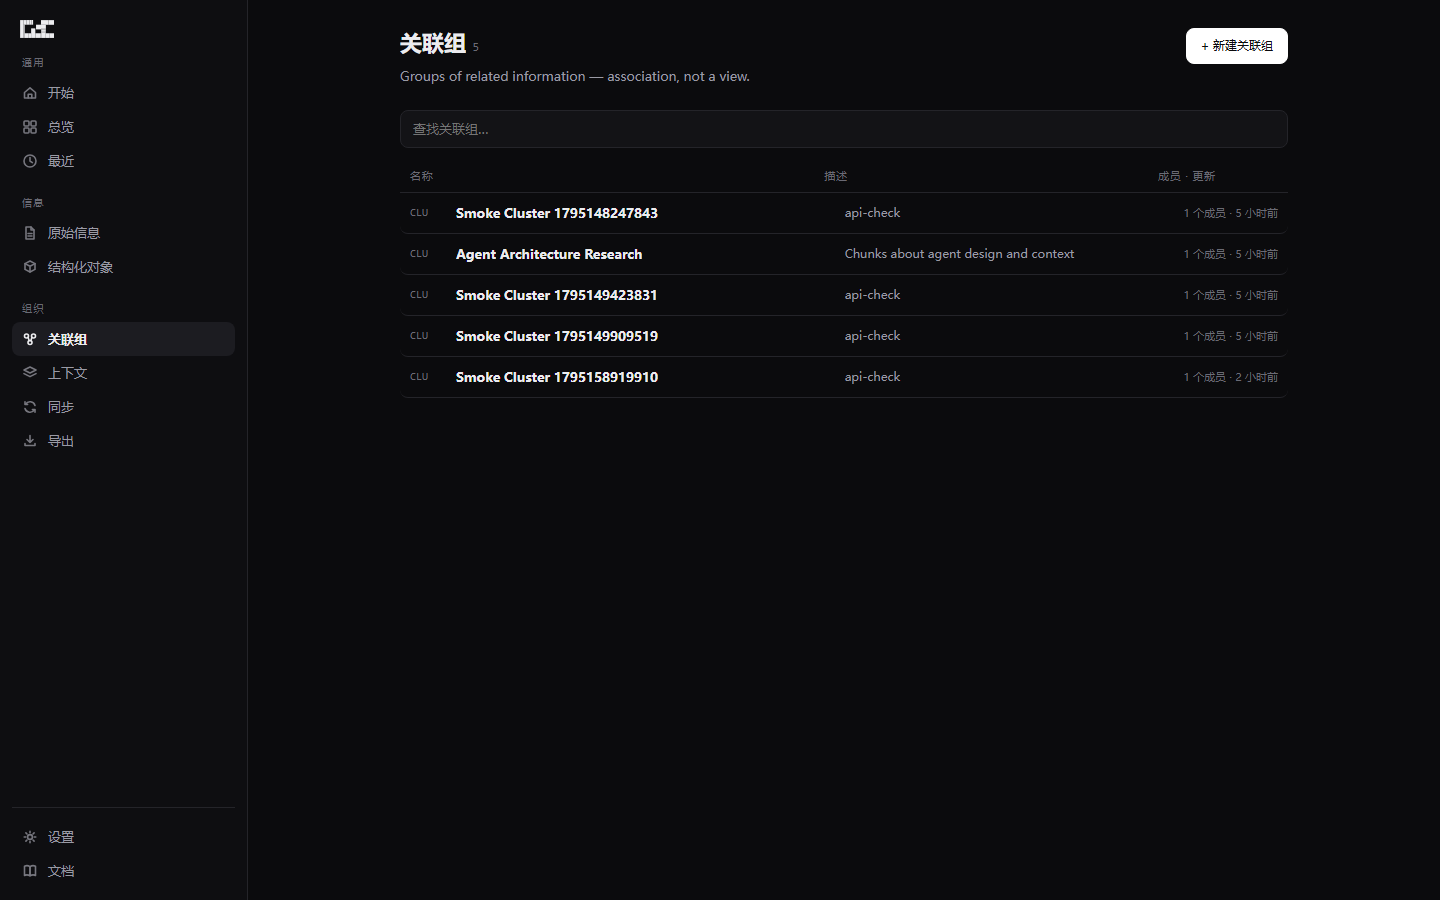 通用
开始
总览
最近
信息
原始信息
结构化对象
组织
关联组
上下文
同步
导出
设置
文档
关联组 5
+ 新建关联组
Groups of related information — association, not a view.
查找关联组...
名称 描述 成员 · 更新
CLU Smoke Cluster 1795148247843 api-check 1 个成员 · 5 小时前
CLU Agent Architecture Research Chunks about agent design and context 1 个成员 · 5 小时前
CLU Smoke Cluster 1795149423831 api-check 1 个成员 · 5 小时前
CLU Smoke Cluster 1795149909519 api-check 1 个成员 · 5 小时前
CLU Smoke Cluster 1795158919910 api-check 1 个成员 · 2 小时前